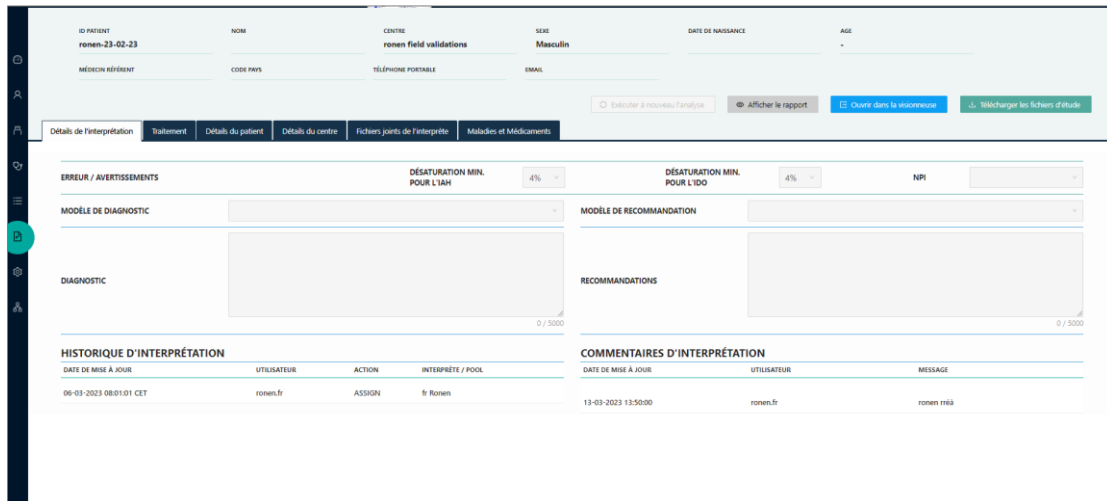 ID PATIENT NOM CENTRE SEXE DATE DE NAISSANCE AGE
ronen-23-02-23 ronen field validations Masculin -
MÉDECIN RÉFÉRENT CODE PAYS TÉLÉPHONE PORTABLE EMAIL
Exécuter à nouveau l'analyse Afficher le rapport Ouvrir dans la visionneuse Télécharger les fichiers d'étude
Détails de l'interprétation Traitement Détails du patient Détails du centre Fichiers joints de l'interprète Maladies et Médicaments
ERREUR / AVERTISSEMENTS DÉSATURATION MIN. POUR L'IAH 4% DÉSATURATION MIN. POUR L'IDO 4% NPI
MODÈLE DE DIAGNOSTIC MODÈLE DE RECOMMANDATION
DIAGNOSTIC RECOMMANDATIONS
0 / 5000 0 / 5000
HISTORIQUE D'INTERPRÉTATION COMMENTAIRES D'INTERPRÉTATION
DATE DE MISE À JOUR UTILISATEUR ACTION INTERPRÈTE / POOL DATE DE MISE À JOUR UTILISATEUR MESSAGE
06-03-2023 08:01:01 CET ronen.fr ASSIGN fr Ronen
13-03-2023 13:50:00 ronen.fr ronen